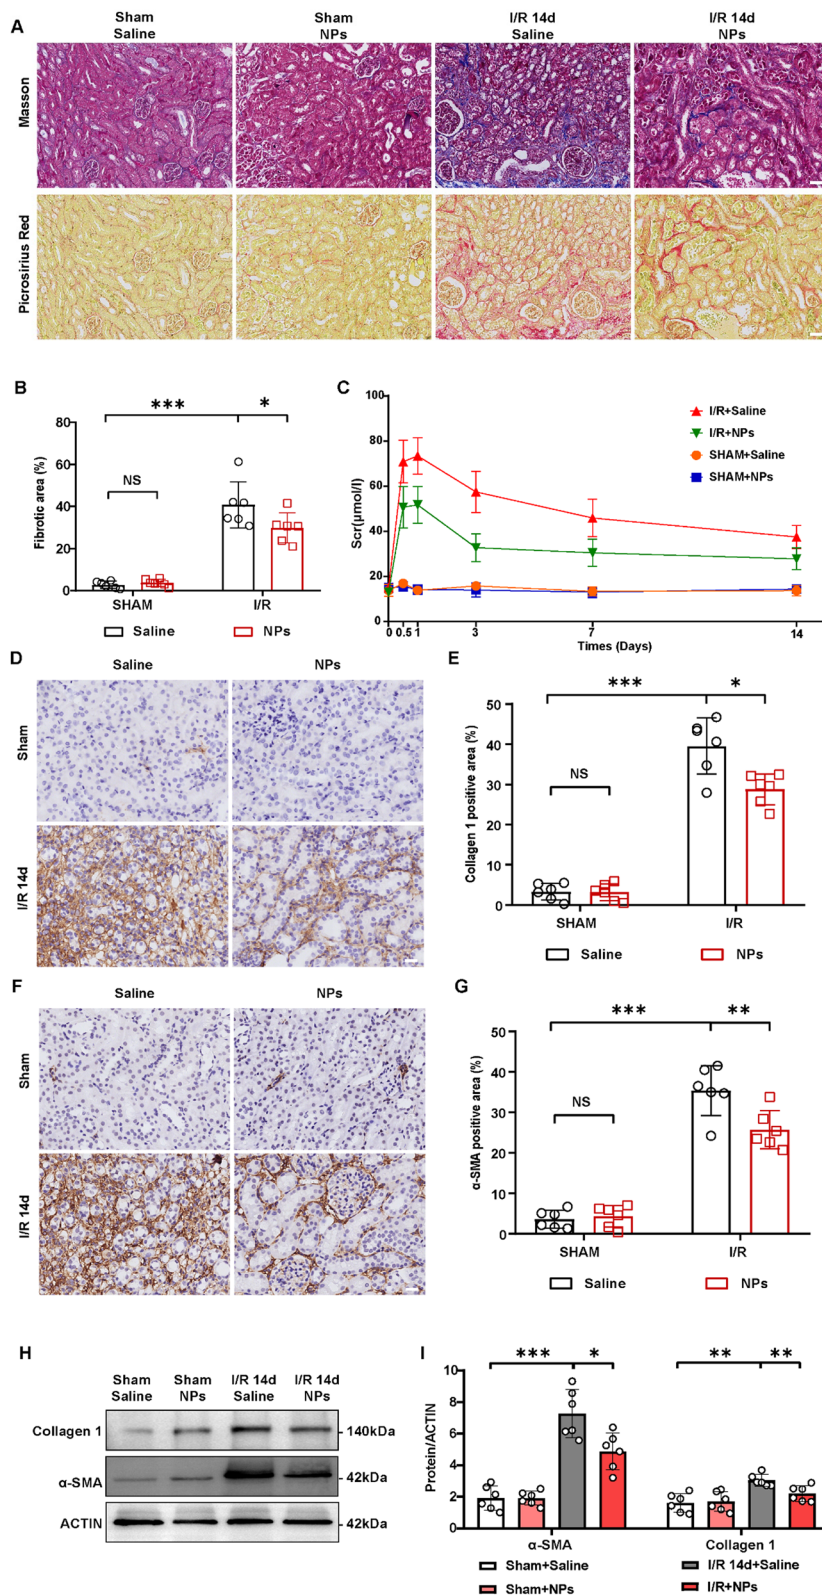 A
Sham Saline
Sham NPs
I/R 14d Saline
I/R 14d NPs
Masson
Picrosirius Red
B
Fibrotic area (%)
80
60
40
20
0
***
*
NS
SHAM
I/R
Saline
NPs
C
Scr(μmol/l)
100
80
60
40
20
0
0
0.5
1
3
7
14
Times (Days)
I/R+Saline
I/R+NPs
SHAM+Saline
SHAM+NPs
D
Saline
NPs
Sham
I/R 14d
E
Collagen 1 positive area (%)
50
40
30
20
10
0
***
*
NS
SHAM
I/R
Saline
NPs
F
Saline
NPs
Sham
I/R 14d
G
α-SMA positive area (%)
50
40
30
20
10
0
***
**
NS
SHAM
I/R
Saline
NPs
H
Sham Saline
Sham NPs
I/R 14d Saline
I/R 14d NPs
Collagen 1
140kDa
α-SMA
42kDa
ACTIN
42kDa
I
Protein/ACTIN
10
8
6
4
2
0
***
*
**
**
α-SMA
Collagen 1
Sham+Saline
I/R 14d+Saline
Sham+NPs
I/R+NPs